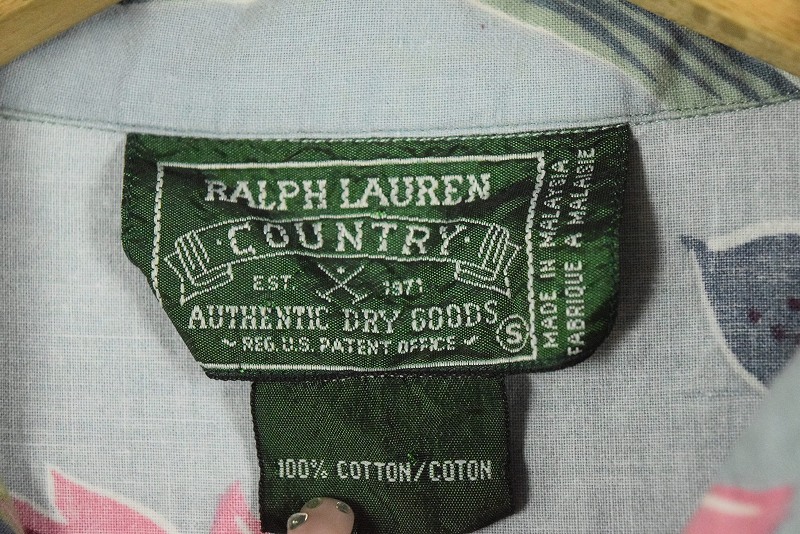 RALPH LAUREN
COUNTRY
EST. 1971
AUTHENTIC DRY GOODS
S
REG. U.S. PATENT OFFICE
MADE IN MALAYSIA
FABRIQUE A MALAISIE
100% COTTON/COTON